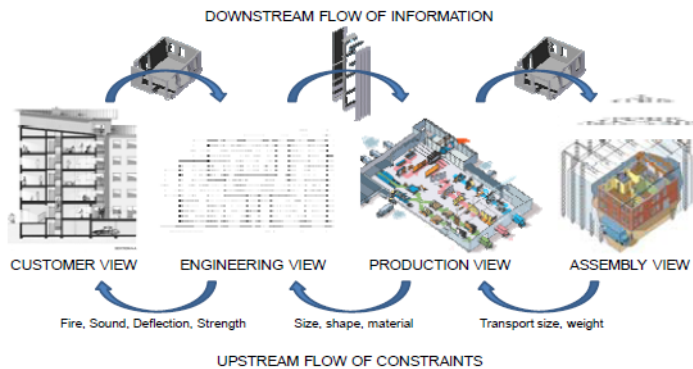 DOWNSTREAM FLOW OF INFORMATION
CUSTOMER VIEW
ENGINEERING VIEW
PRODUCTION VIEW
ASSEMBLY VIEW
Fire, Sound, Deflection, Strength
Size, shape, material
Transport size, weight
UPSTREAM FLOW OF CONSTRAINTS